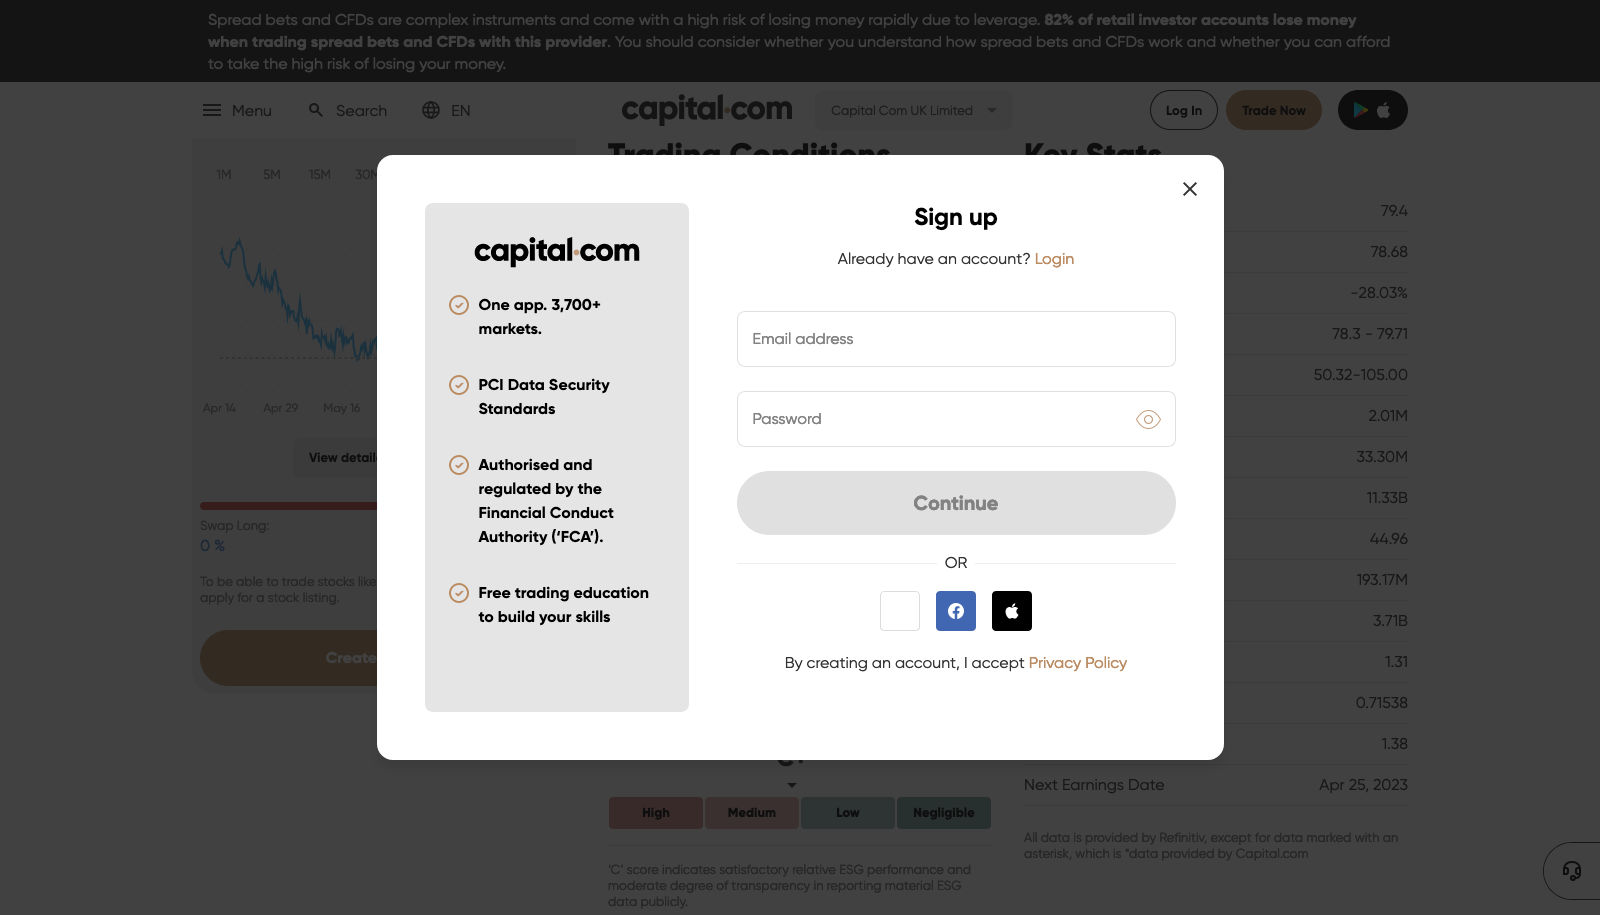 Spread bets and CFDs are complex instruments and come with a high risk of losing money rapidly due to leverage. 82% of retail investor accounts lose money
when trading spread bets and CFDs with this provider. You should consider whether you understand how spread bets and CFDs work and whether you can afford
to take the high risk of losing your money.
Menu
Search
EN
capital.com
Capital Com UK Limited
Log In
Trade Now
Trading Conditions
Key Stats
1M
5M
15M
Apr 14
Apr 29
May 16
Swap Long:
0 %
To be able to trade stocks like
apply for a stock listing.
Create
capital.com
One app. 3,700+
markets.
PCI Data Security
Standards
Authorised and
regulated by the
Financial Conduct
Authority (‘FCA’).
Free trading education
to build your skills
Sign up
Already have an account? Login
Email address
Password
Continue
OR
By creating an account, I accept Privacy Policy
79.4
78.68
-28.03%
78.3 - 79.71
50.32-105.00
2.01M
33.30M
11.33B
44.96
193.17M
3.71B
1.31
0.71538
1.38
Next Earnings Date
Apr 25, 2023
All data is provided by Refinitiv, except for data marked with an
asterisk, which is *data provided by Capital.com
High
Medium
Low
Negligible
'C' score indicates satisfactory relative ESG performance and
moderate degree of transparency in reporting material ESG
data publicly.